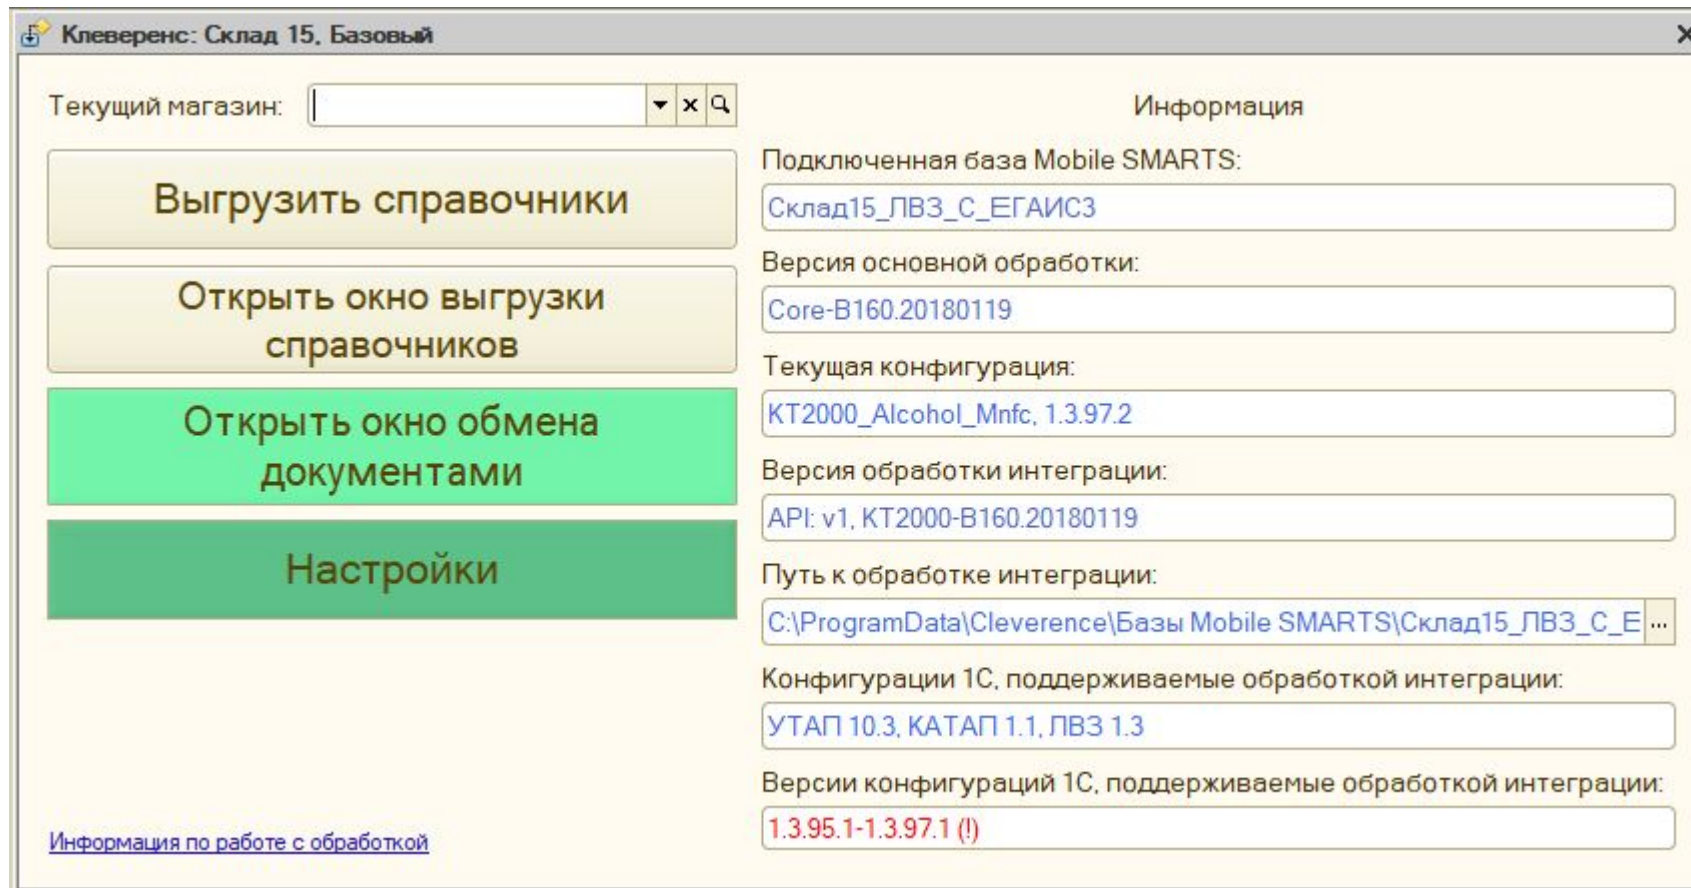 Клеверенс: Склад 15, Базовый
Текущий магазин:
Выгрузить справочники
Открыть окно выгрузки
справочников
Открыть окно обмена
документами
Настройки
Информация по работе с обработкой
Информация
Подключенная база Mobile SMARTS:
Склад15_ЛВЗ_С_ЕГАИС3
Версия основной обработки:
Core-B160.20180119
Текущая конфигурация:
KT2000_Alcohol_Mnfc, 1.3.97.2
Версия обработки интеграции:
API: v1, KT2000-B160.20180119
Путь к обработке интеграции:
C:\ProgramData\Cleverence\Базы Mobile SMARTS\Склад15_ЛВЗ_С_Е ...
Конфигурации 1С, поддерживаемые обработкой интеграции:
УТАП 10.3, КАТАП 1.1, ЛВЗ 1.3
Версии конфигураций 1С, поддерживаемые обработкой интеграции:
1.3.95.1-1.3.97.1 (!)